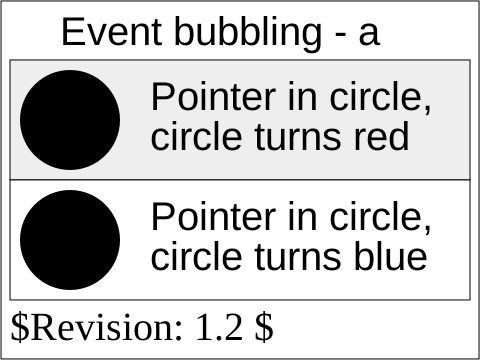 Event bubbling - a
Pointer in circle,
circle turns red
Pointer in circle,
circle turns blue
$Revision: 1.2 $